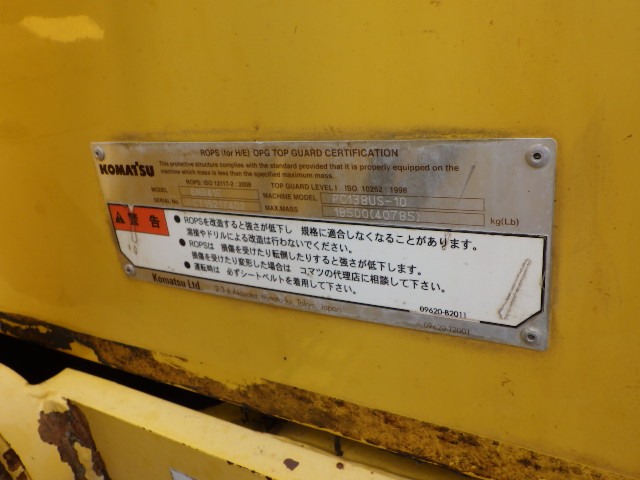 ROPS (for H/E) OPG TOP GUARD CERTIFICATION
KOMATSU
This protective structure complies with the standard provided that it is properly equipped on the
machine which mass is less than the specified maximum mass.
ROPS: ISO 12117-2 : 2008
TOP GUARD LEVEL I : ISO 10262 : 1998
MODEL
MACHINE MODEL PC138US-10
SERIAL No.
MAX.MASS 18500(40785) kg(Lb)
警告
● ROPSを改造すると強さが低下し 規格に適合しなくなることがあります。
溶接やドリルによる改造は行わないでください。
● ROPSは 損傷を受けたり転倒したりすると強さが低下します。
損傷を受けたり変形した場合は コマツの代理店に相談して下さい。
● 運転時は 必ずシートベルトを着用して下さい。
09620-B2011
Komatsu Ltd
Tokyo, Japan
09620-12001